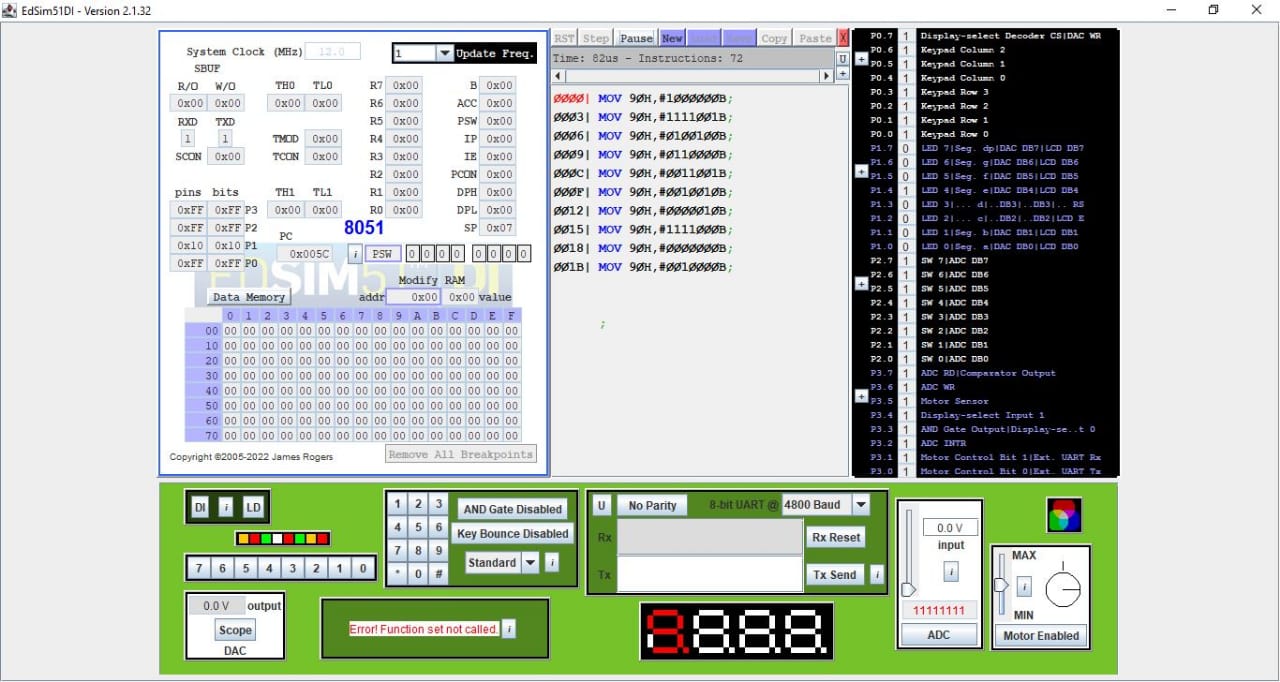 EdSim51DI - Version 2.1.32
System Clock (MHz) 12.0 1 Update Freq.
SBUF
R/O W/O TH0 TL0 R7 0x00 B 0x00
0x00 0x00 0x00 0x00 R6 0x00 ACC 0x00
RXD TXD R5 0x00 PSW 0x00
1 1 TMOD 0x00 R4 0x00 IP 0x00
SCON 0x00 TCON 0x00 R3 0x00 IE 0x00
R2 0x00 PCON 0x00
pins bits TH1 TL1 R1 0x00 DPH 0x00
0xFF 0xFF P3 0x00 0x00 R0 0x00 DPL 0x00
0xFF 0xFF P2 8051 SP 0x07
PC
0x10 0x10 P1 0x005C i PSW 0 0 0 0 0 0 0 0
0xFF 0xFF P0
EDSIM51DI
Modify RAM
Data Memory addr 0x00 0x00 value
0 1 2 3 4 5 6 7 8 9 A B C D E F
00 00 00 00 00 00 00 00 00 00 00 00 00 00 00 00 00
10 00 00 00 00 00 00 00 00 00 00 00 00 00 00 00 00
20 00 00 00 00 00 00 00 00 00 00 00 00 00 00 00 00
30 00 00 00 00 00 00 00 00 00 00 00 00 00 00 00 00
40 00 00 00 00 00 00 00 00 00 00 00 00 00 00 00 00
50 00 00 00 00 00 00 00 00 00 00 00 00 00 00 00 00
60 00 00 00 00 00 00 00 00 00 00 00 00 00 00 00 00
70 00 00 00 00 00 00 00 00 00 00 00 00 00 00 00 00
Copyright ©2005-2022 James Rogers Remove All Breakpoints
RST Step Pause New Load Save Copy Paste X
Time: 82us - Instructions: 72 U
+
0000| MOV 90H,#1000000B;
0003| MOV 90H,#1111001B;
0006| MOV 90H,#0100100B;
0009| MOV 90H,#0110000B;
000C| MOV 90H,#0011001B;
000F| MOV 90H,#0010010B;
0012| MOV 90H,#0000010B;
0015| MOV 90H,#1111000B;
0018| MOV 90H,#0000000B;
001B| MOV 90H,#0010000B;
;
P0.7 1 Display-select Decoder CS|DAC WR
P0.6 1 Keypad Column 2
+ P0.5 1 Keypad Column 1
P0.4 1 Keypad Column 0
P0.3 1 Keypad Row 3
P0.2 1 Keypad Row 2
P0.1 1 Keypad Row 1
P0.0 1 Keypad Row 0
P1.7 0 LED 7|Seg. dp|DAC DB7|LCD DB7
P1.6 0 LED 6|Seg. g|DAC DB6|LCD DB6
+ P1.5 0 LED 5|Seg. f|DAC DB5|LCD DB5
P1.4 1 LED 4|Seg. e|DAC DB4|LCD DB4
P1.3 0 LED 3|... d|..DB3|..DB3|.. RS
P1.2 0 LED 2|... c|..DB2|..DB2|LCD E
P1.1 0 LED 1|Seg. b|DAC DB1|LCD DB1
P1.0 0 LED 0|Seg. a|DAC DB0|LCD DB0
P2.7 1 SW 7|ADC DB7
P2.6 1 SW 6|ADC DB6
+ P2.5 1 SW 5|ADC DB5
P2.4 1 SW 4|ADC DB4
P2.3 1 SW 3|ADC DB3
P2.2 1 SW 2|ADC DB2
P2.1 1 SW 1|ADC DB1
P2.0 1 SW 0|ADC DB0
P3.7 1 ADC RD|Comparator Output
P3.6 1 ADC WR
+ P3.5 1 Motor Sensor
P3.4 1 Display-select Input 1
P3.3 1 AND Gate Output|Display-se..t 0
P3.2 1 ADC INTR
P3.1 1 Motor Control Bit 1|Ext. UART Rx
P3.0 1 Motor Control Bit 0|Ext. UART Tx
DI i LD
7 6 5 4 3 2 1 0
0.0 V output
Scope
DAC
1 2 3
4 5 6
7 8 9
* 0 #
AND Gate Disabled
Key Bounce Disabled
Standard i
Error! Function set not called. i
U No Parity 8-bit UART @ 4800 Baud
Rx Rx Reset
Tx Tx Send i
8.8.8.8.
0.0 V
input
i
11111111
ADC
MAX
i
MIN
Motor Enabled